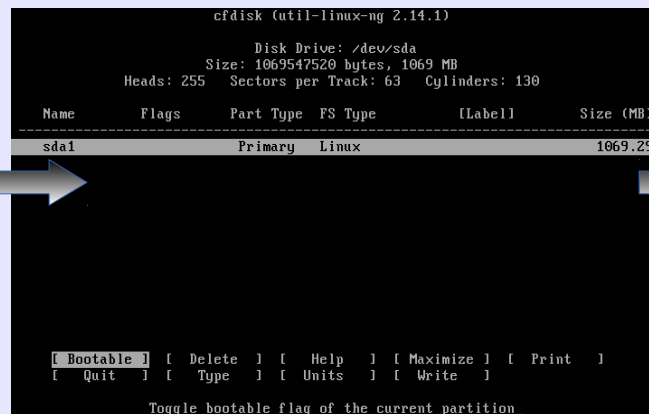 cfdisk (util-linux-ng 2.14.1)
Disk Drive: /dev/sda
Size: 1069547520 bytes, 1069 MB
Heads: 255   Sectors per Track: 63   Cylinders: 130
Name   Flags   Part Type   FS Type   [Label]   Size (MB)
sda1   Primary   Linux   1069.29
[ Bootable ]  [ Delete ]  [ Help ]  [ Maximize ]  [ Print ]
[ Quit ]  [ Type ]  [ Units ]  [ Write ]
Toggle bootable flag of the current partition